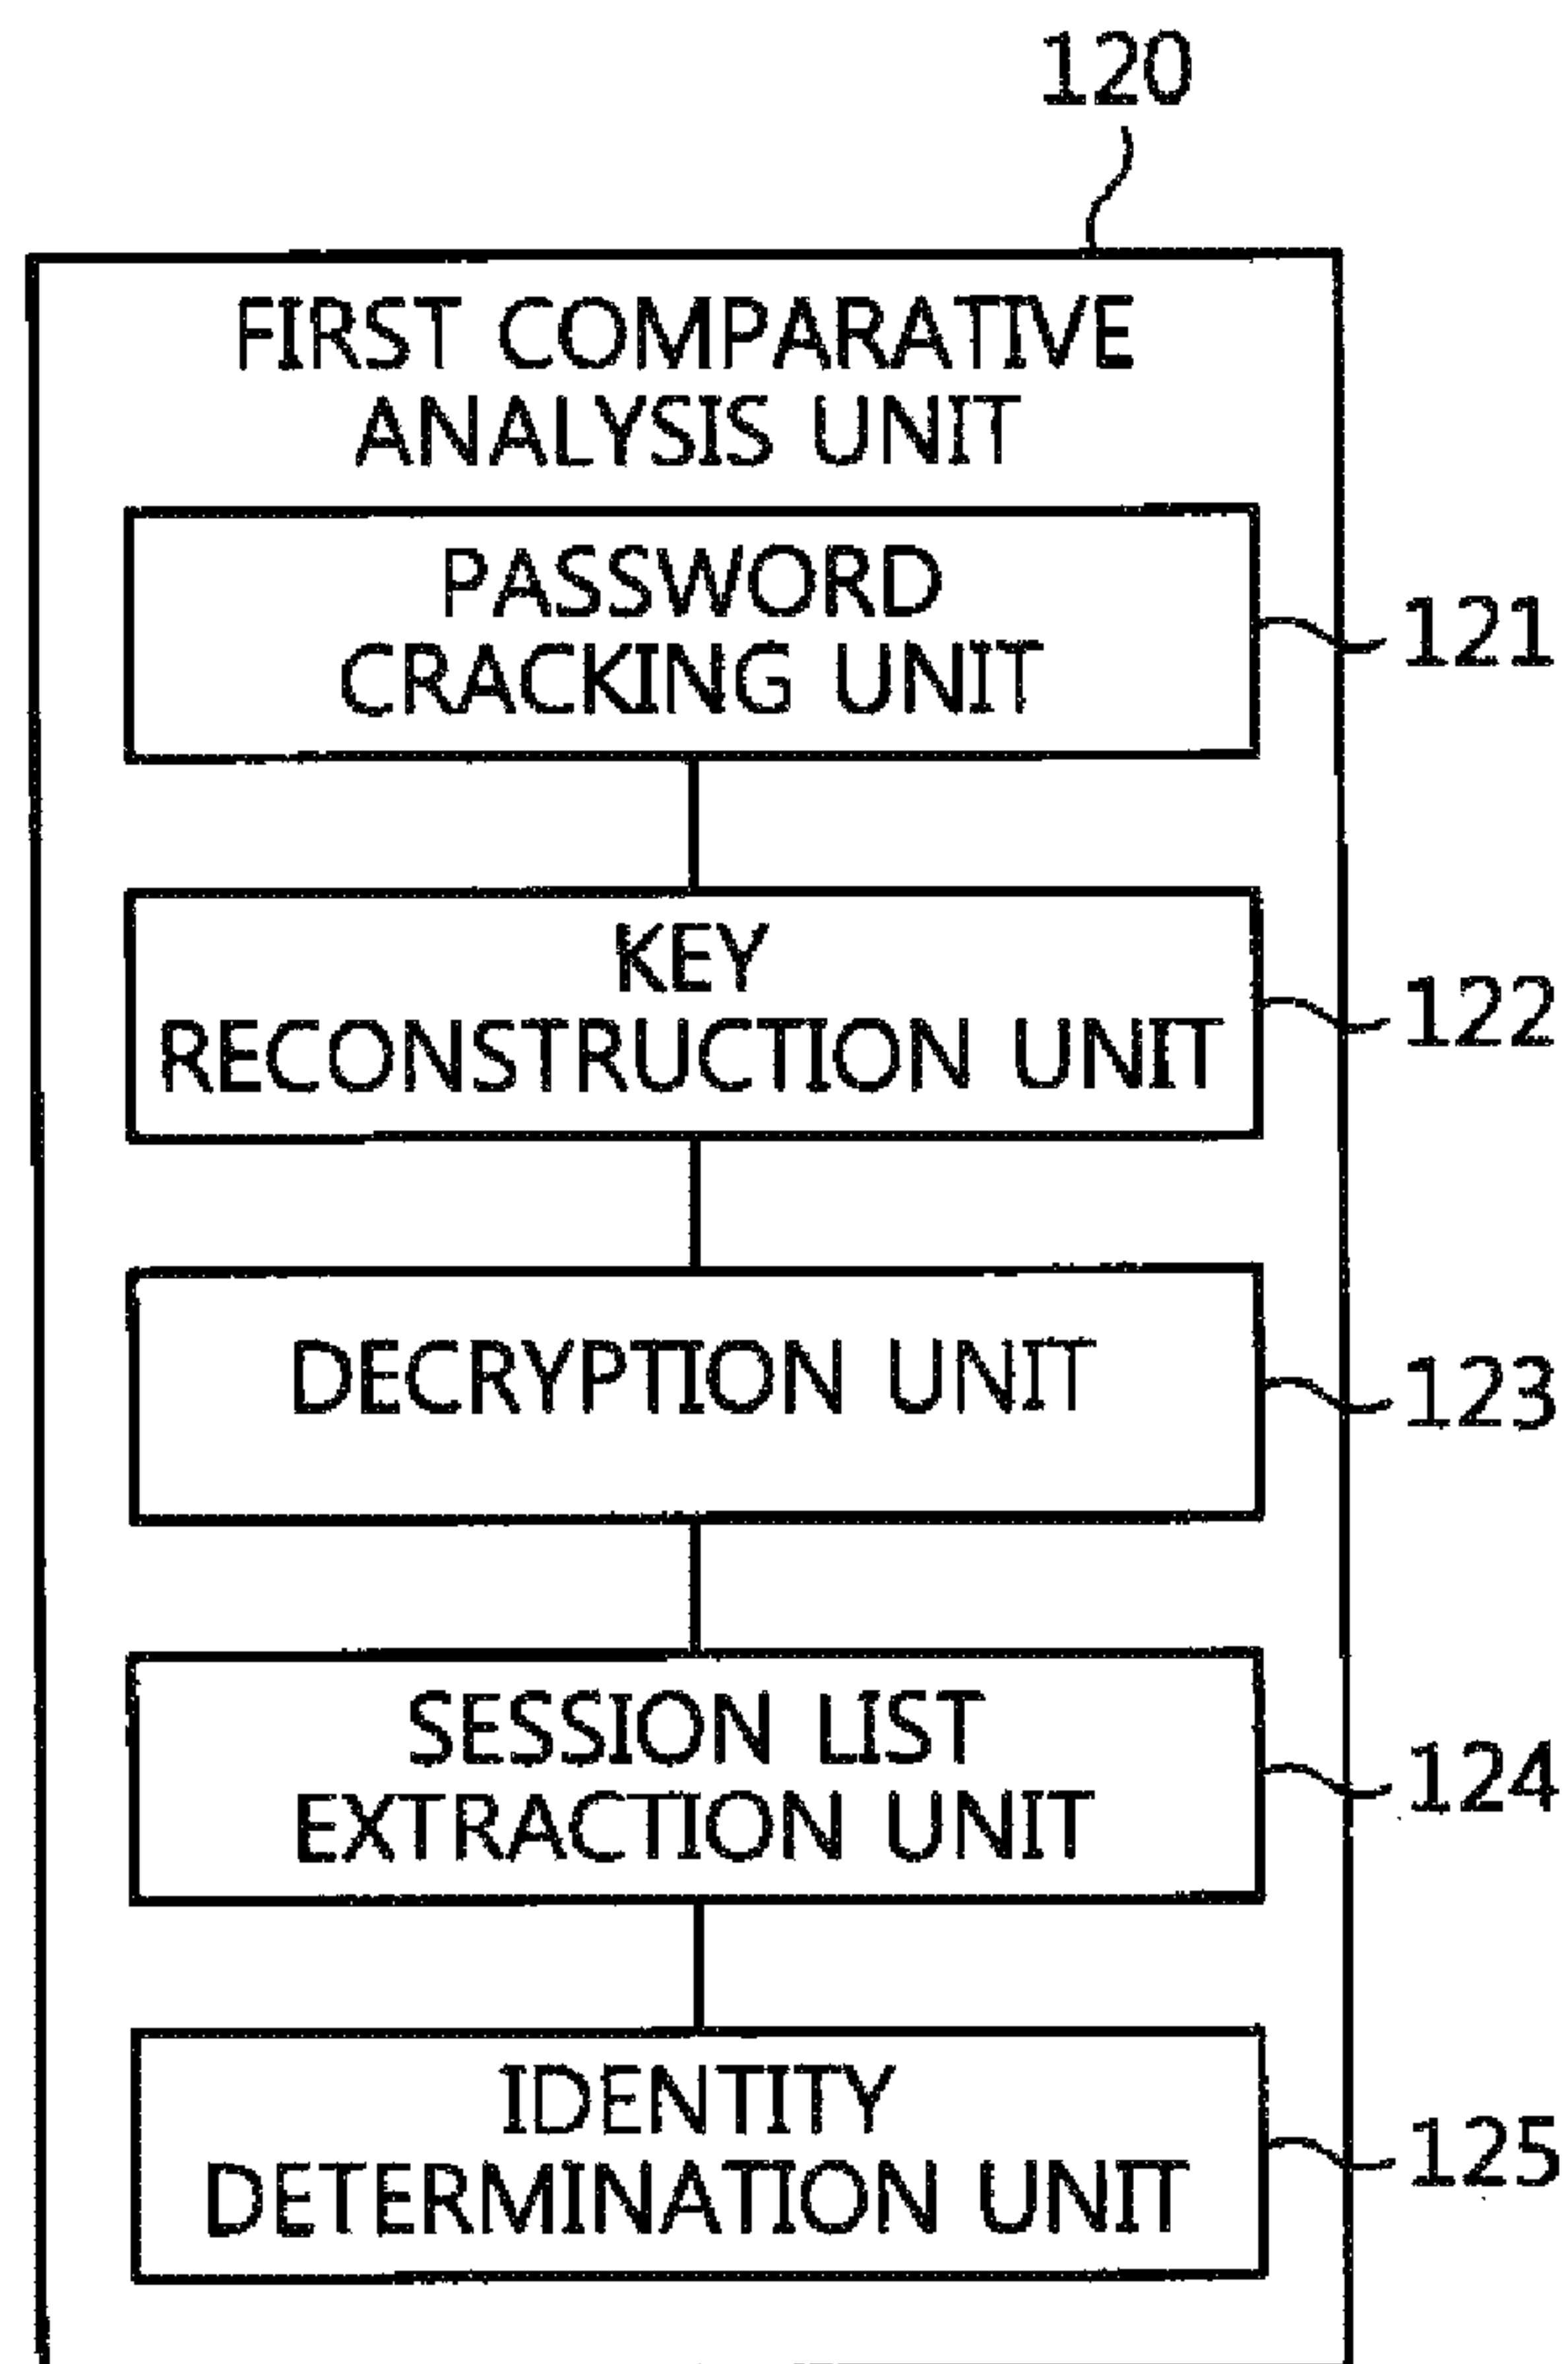 120
FIRST COMPARATIVE
ANALYSIS UNIT
PASSWORD
CRACKING UNIT
121
KEY
RECONSTRUCTION UNIT
122
DECRYPTION UNIT
123
SESSION LIST
EXTRACTION UNIT
124
IDENTITY
DETERMINATION UNIT
125